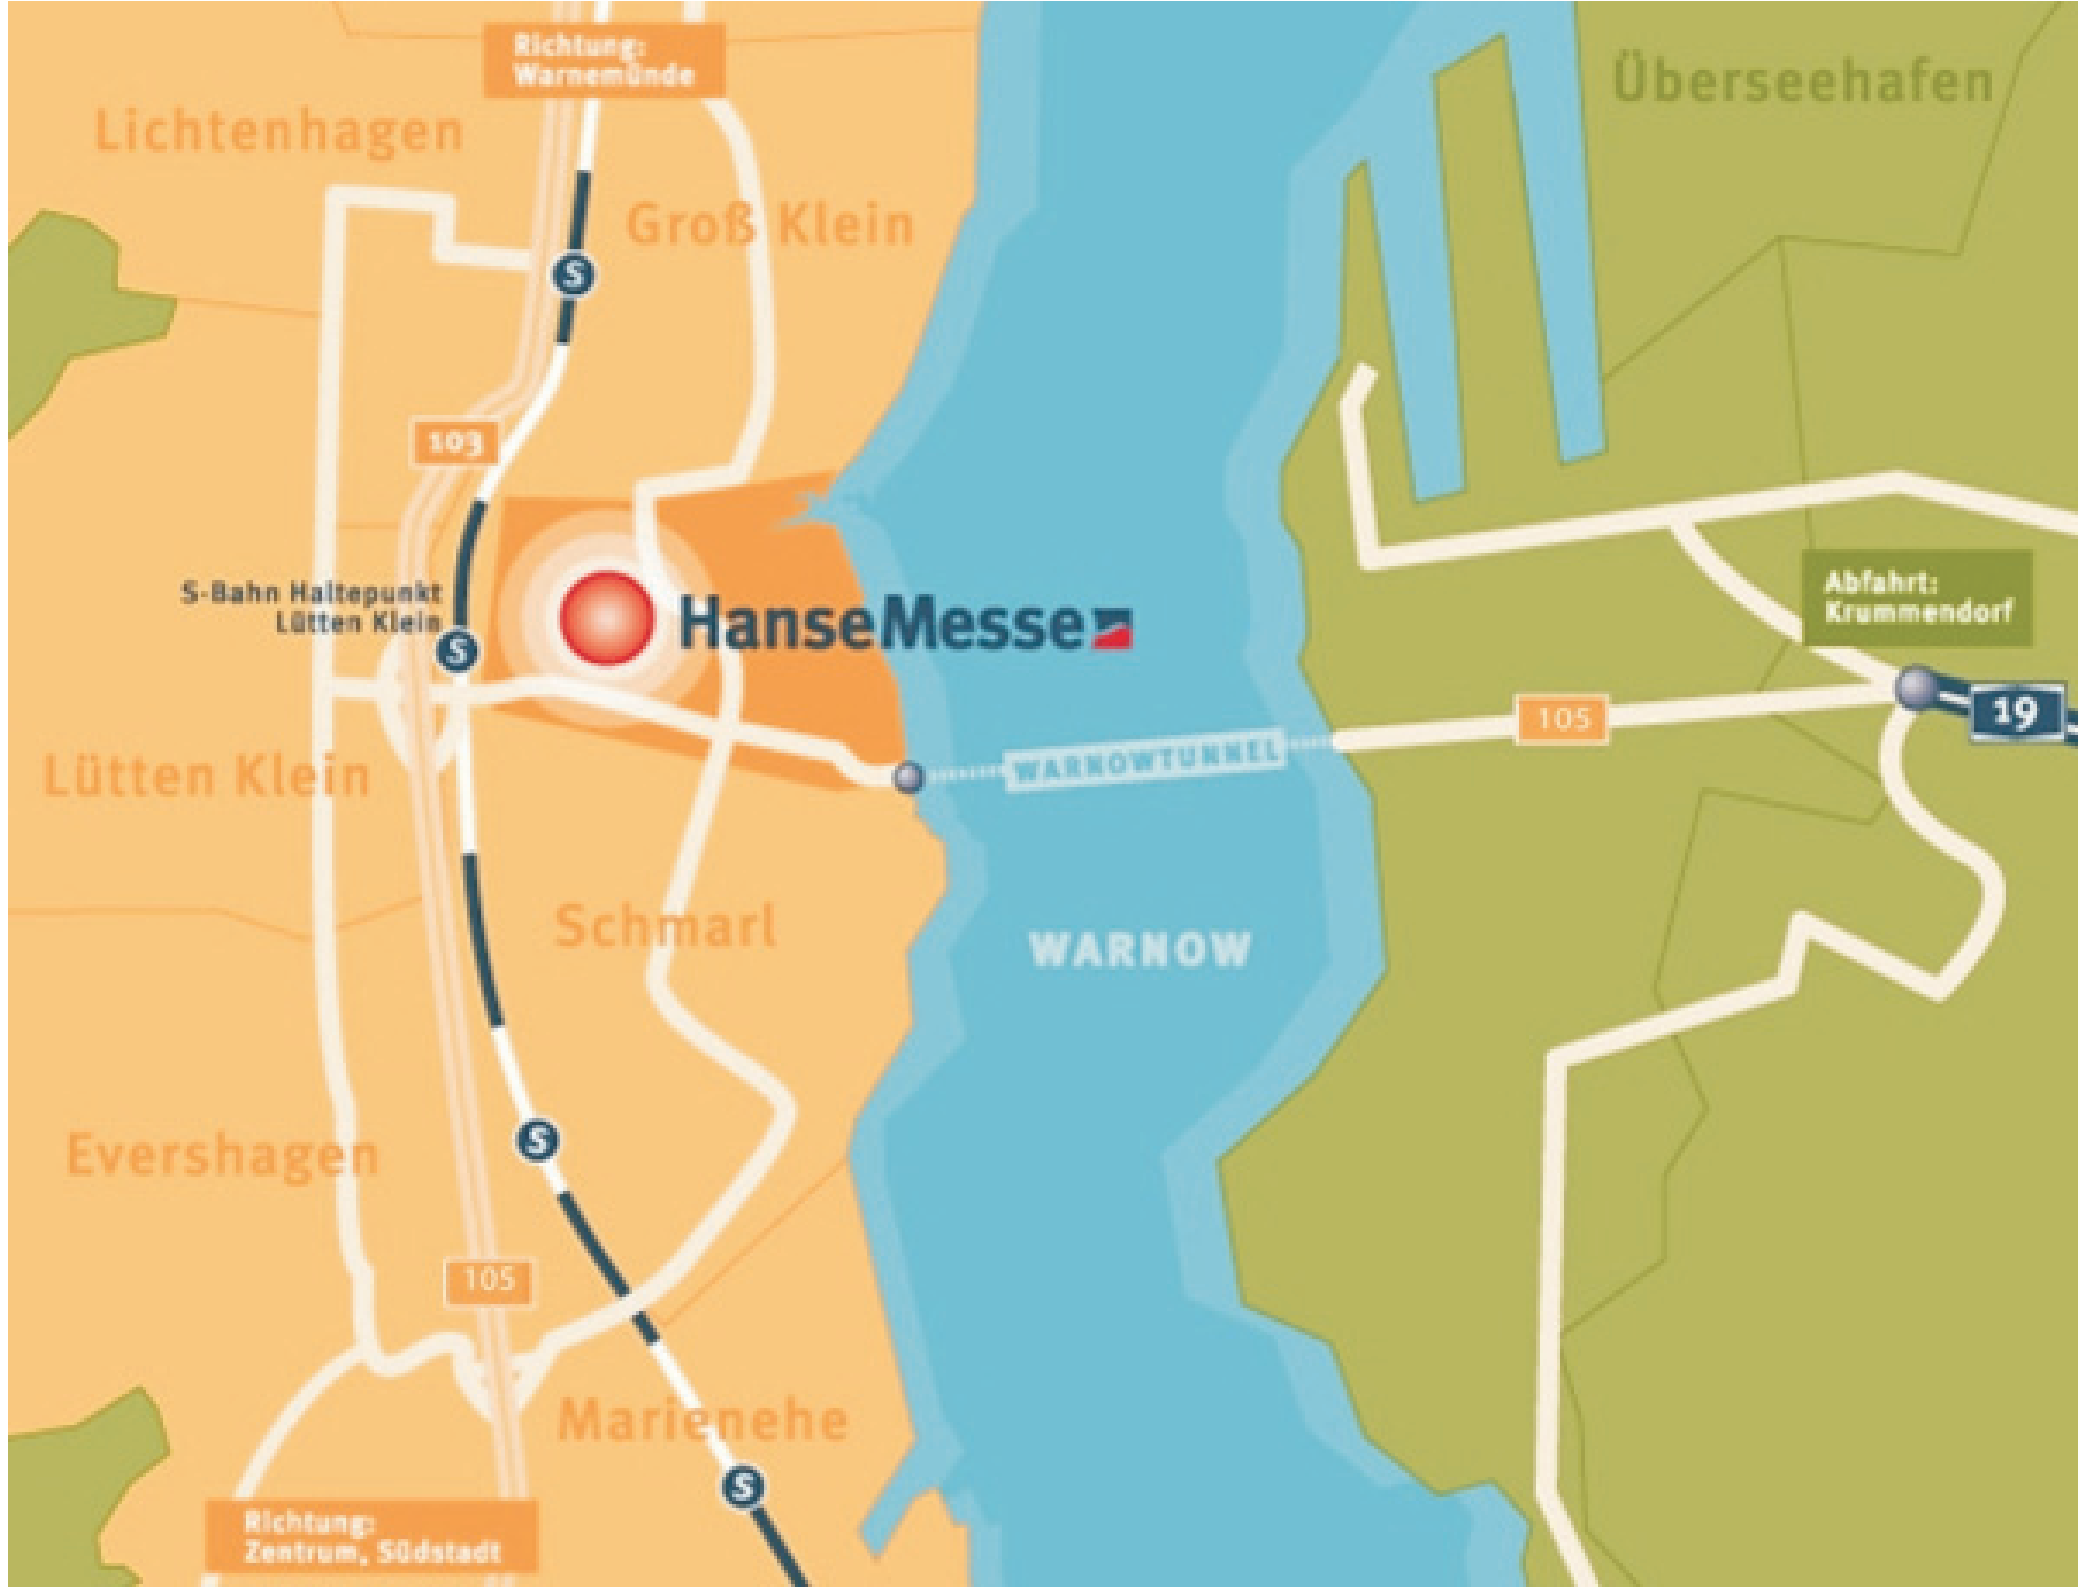 Richtung:
Warnemünde
Überseehafen
Lichtenhagen
Groß Klein
S
103
S-Bahn Haltepunkt
Lütten Klein
S
HanseMesse
Abfahrt:
Krummendorf
19
105
WARNOWTUNNEL
Lütten Klein
Schmarl
WARNOW
S
Evershagen
105
Marienehe
S
Richtung:
Zentrum, Südstadt